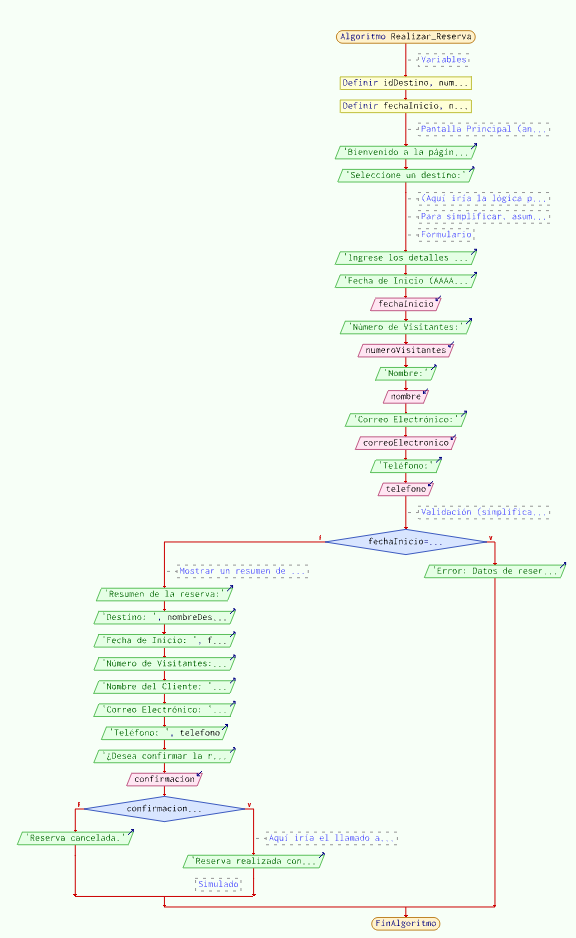 Algoritmo Realizar_Reserva
Variables
Definir idDestino, num...
Definir fechaInicio, n...
Pantalla Principal (an...
'Bienvenido a la págin...
'Seleccione un destino:'
(Aquí iría la lógica p...
Para simplificar, asum...
Formulario
'Ingrese los detalles ...
'Fecha de Inicio (AAAA...
fechaInicio
'Número de Visitantes:'
numeroVisitantes
'Nombre:'
nombre
'Correo Electrónico:'
correoElectronico
'Teléfono:'
telefono
Validación (simplifica...
fechaInicio=...
F
V
Mostrar un resumen de ...
'Error: Datos de reser...
'Resumen de la reserva:'
'Destino: ', nombreDes...
'Fecha de Inicio: ', f...
'Número de Visitantes:...
'Nombre del Cliente: '...
'Correo Electrónico: '...
'Teléfono: ', telefono
'¿Desea confirmar la r...
confirmacion
confirmacion...
F
V
'Reserva cancelada.'
Aquí iría el llamado a...
'Reserva realizada con...
Simulado
FinAlgoritmo